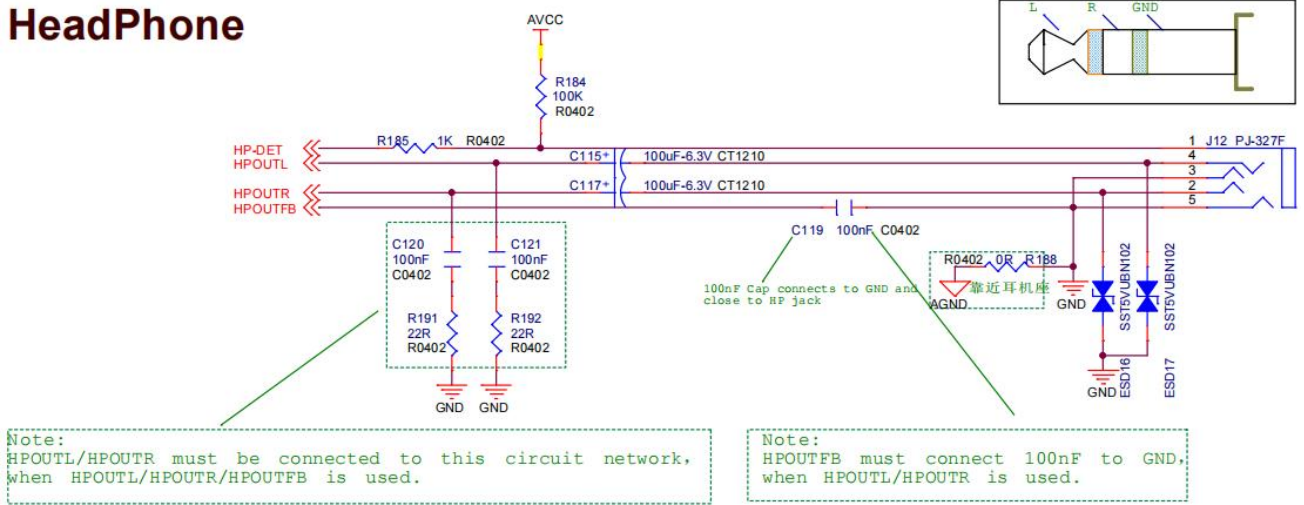 HeadPhone
AVCC
L R GND
R184
100K
R0402
HP-DET R185 1K R0402 1 J12 PJ-327F
HPOUTL C115+ 100uF-6.3V CT1210 4
3
HPOUTR C117+ 100uF-6.3V CT1210 2
HPOUTFB 5
C119 100nF C0402
C120 C121
100nF 100nF
C0402 C0402
R0402 0R R188
100nF Cap connects to GND and
close to HP jack
靠近耳机座
AGND GND
SST5VUBN102 SST5VUBN102
R191 R192
22R 22R
R0402 R0402
GND GND
GND ESD16 ESD17
Note:
HPOUTL/HPOUTR must be connected to this circuit network,
when HPOUTL/HPOUTR/HPOUTFB is used.
Note:
HPOUTFB must connect 100nF to GND,
when HPOUTL/HPOUTR is used.